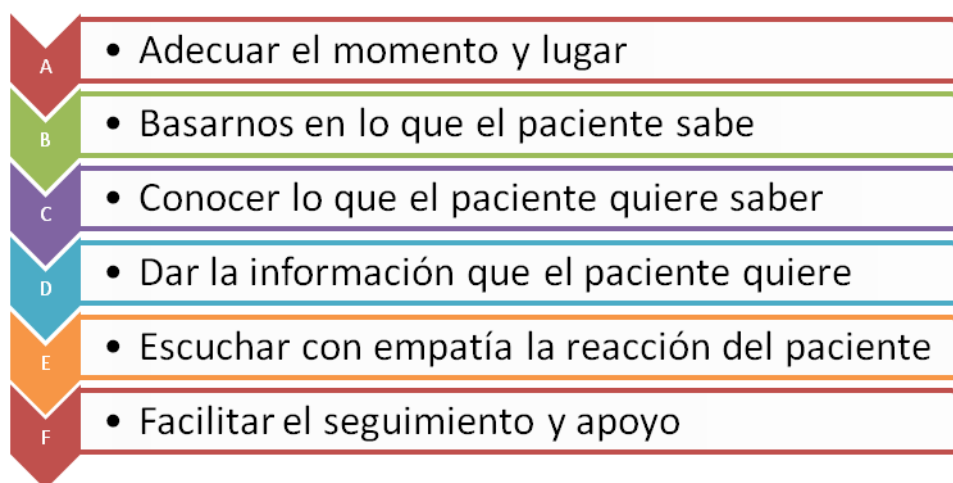 A • Adecuar el momento y lugar
B • Basarnos en lo que el paciente sabe
C • Conocer lo que el paciente quiere saber
D • Dar la información que el paciente quiere
E • Escuchar con empatía la reacción del paciente
F • Facilitar el seguimiento y apoyo